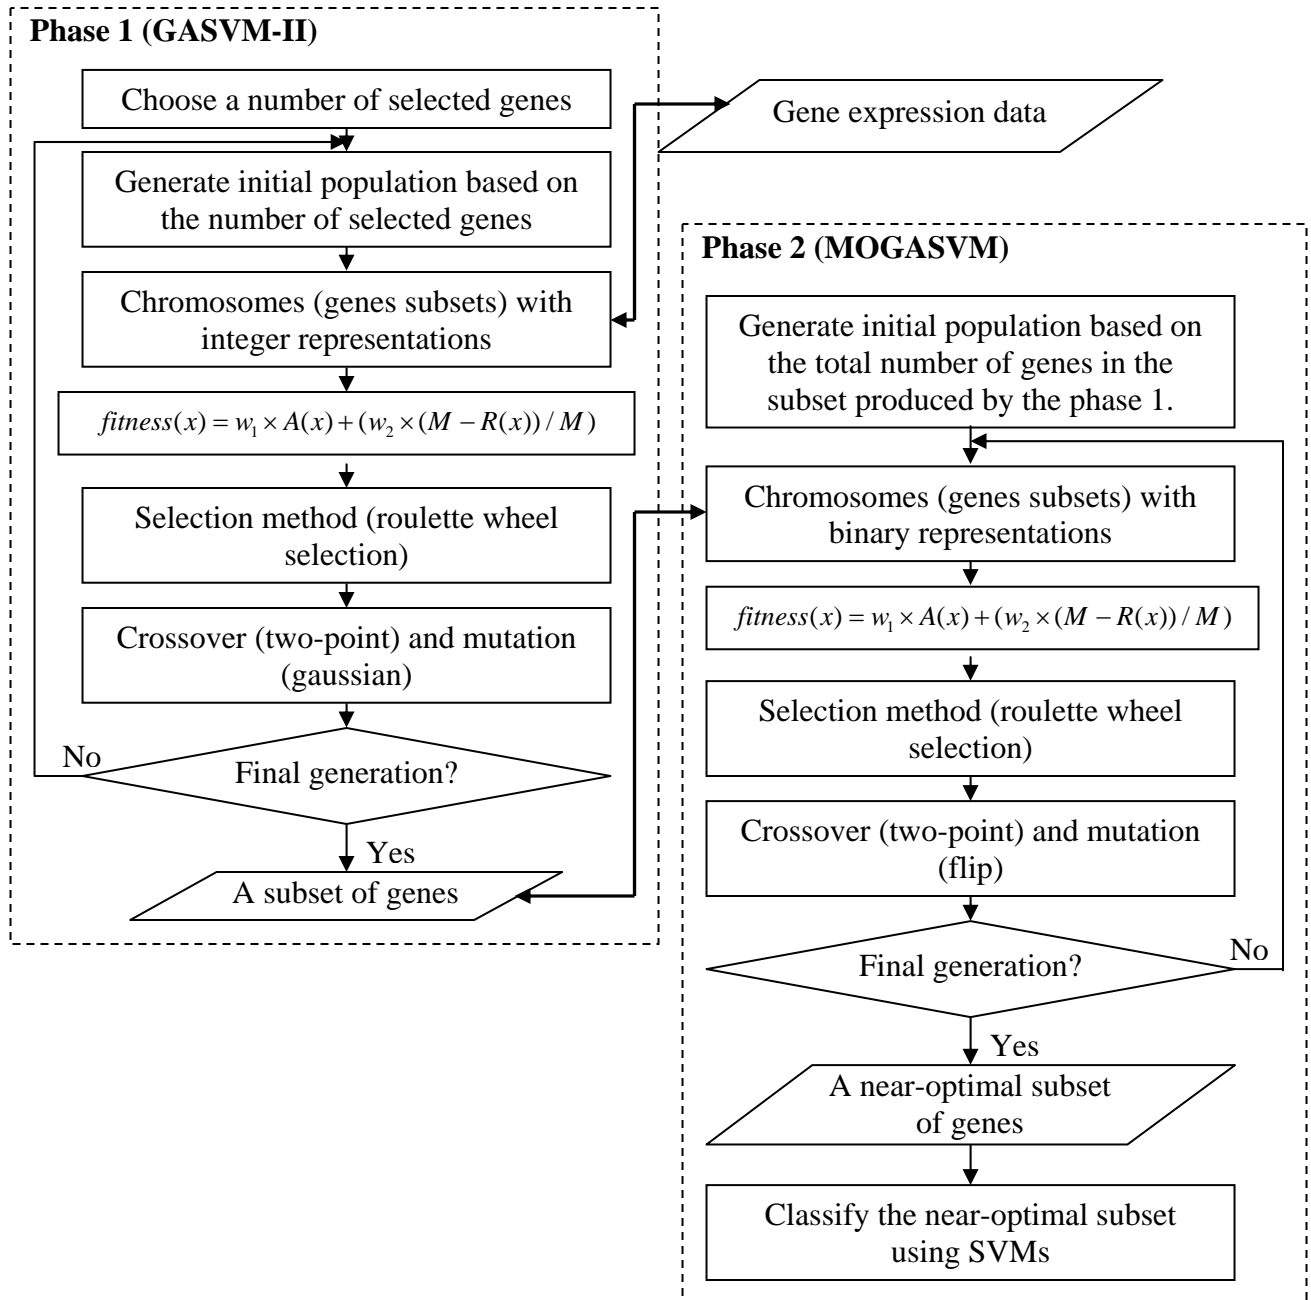 Phase 1 (GASVM-II)
Choose a number of selected genes
Generate initial population based on
the number of selected genes
Chromosomes (genes subsets) with
integer representations
fitness(x) = w₁ × A(x) + (w₂ × (M − R(x)) / M)
Selection method (roulette wheel
selection)
Crossover (two-point) and mutation
(gaussian)
No
Final generation?
Yes
A subset of genes
Gene expression data
Phase 2 (MOGASVM)
Generate initial population based on
the total number of genes in the
subset produced by the phase 1.
Chromosomes (genes subsets) with
binary representations
fitness(x) = w₁ × A(x) + (w₂ × (M − R(x)) / M)
Selection method (roulette wheel
selection)
Crossover (two-point) and mutation
(flip)
Final generation?
No
Yes
A near-optimal subset
of genes
Classify the near-optimal subset
using SVMs